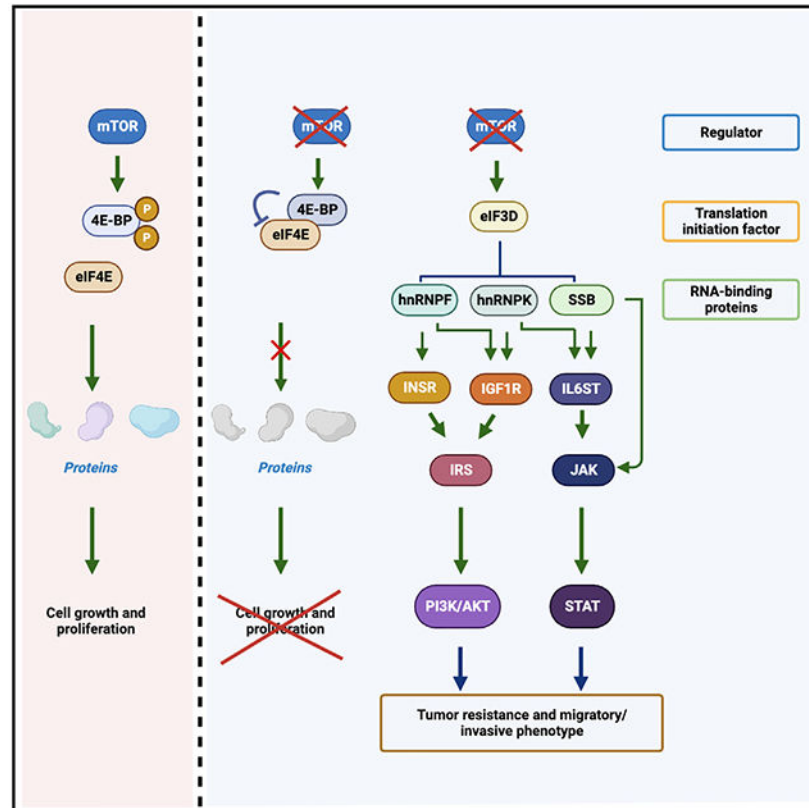 mTOR
4E-BP
P
P
eIF4E
Proteins
Cell growth and
proliferation
mTOR
4E-BP
eIF4E
Proteins
Cell growth and
proliferation
mTOR
eIF3D
hnRNPF
hnRNPK
SSB
INSR
IGF1R
IL6ST
IRS
JAK
PI3K/AKT
STAT
Tumor resistance and migratory/
invasive phenotype
Regulator
Translation
initiation factor
RNA-binding
proteins